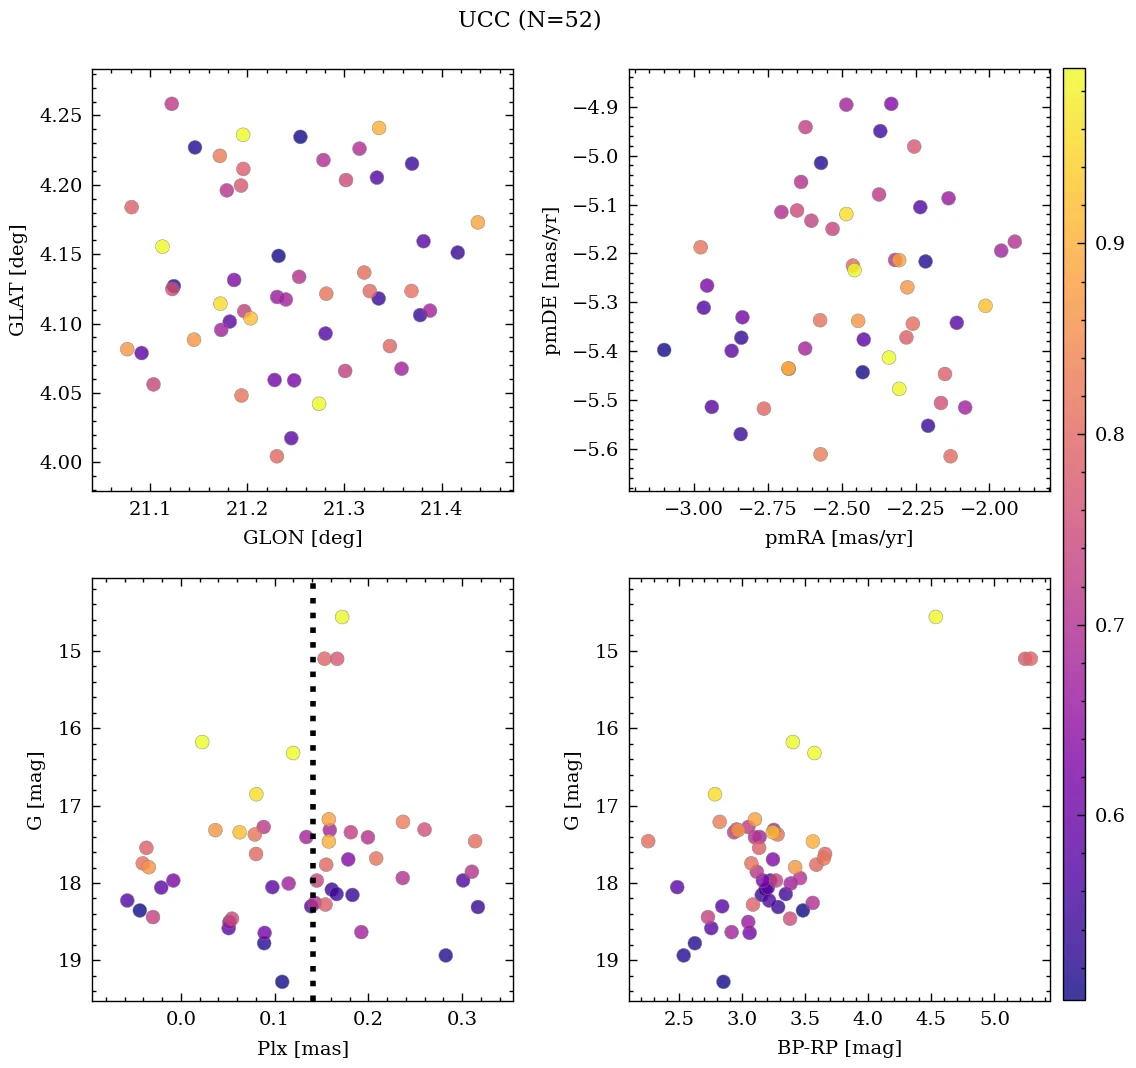 UCC (N=52)
4.25
4.20
4.15
4.10
4.05
4.00
GLAT [deg]
21.1 21.2 21.3 21.4
GLON [deg]
−4.9
−5.0
−5.1
−5.2
−5.3
−5.4
−5.5
−5.6
pmDE [mas/yr]
−3.00 −2.75 −2.50 −2.25 −2.00
pmRA [mas/yr]
0.9
0.8
0.7
0.6
15
16
17
18
19
G [mag]
0.0 0.1 0.2 0.3
Plx [mas]
15
16
17
18
19
G [mag]
2.5 3.0 3.5 4.0 4.5 5.0
BP-RP [mag]